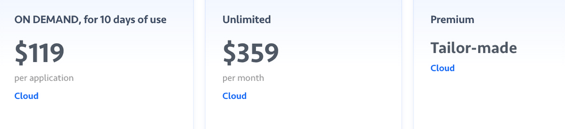 ON DEMAND, for 10 days of use
$119
per application
Cloud
Unlimited
$359
per month
Cloud
Premium
Tailor-made
Cloud